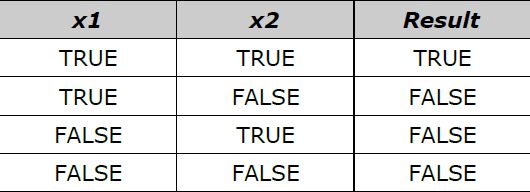 x1 x2 Result
TRUE TRUE TRUE
TRUE FALSE FALSE
FALSE TRUE FALSE
FALSE FALSE FALSE